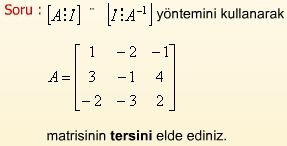 Soru : [A⋮I] ⁻ [I⋮A⁻¹] yöntemini kullanarak
A = [ 1 -2 -1
3 -1 4
-2 -3 2 ]
matrisinin tersini elde ediniz.